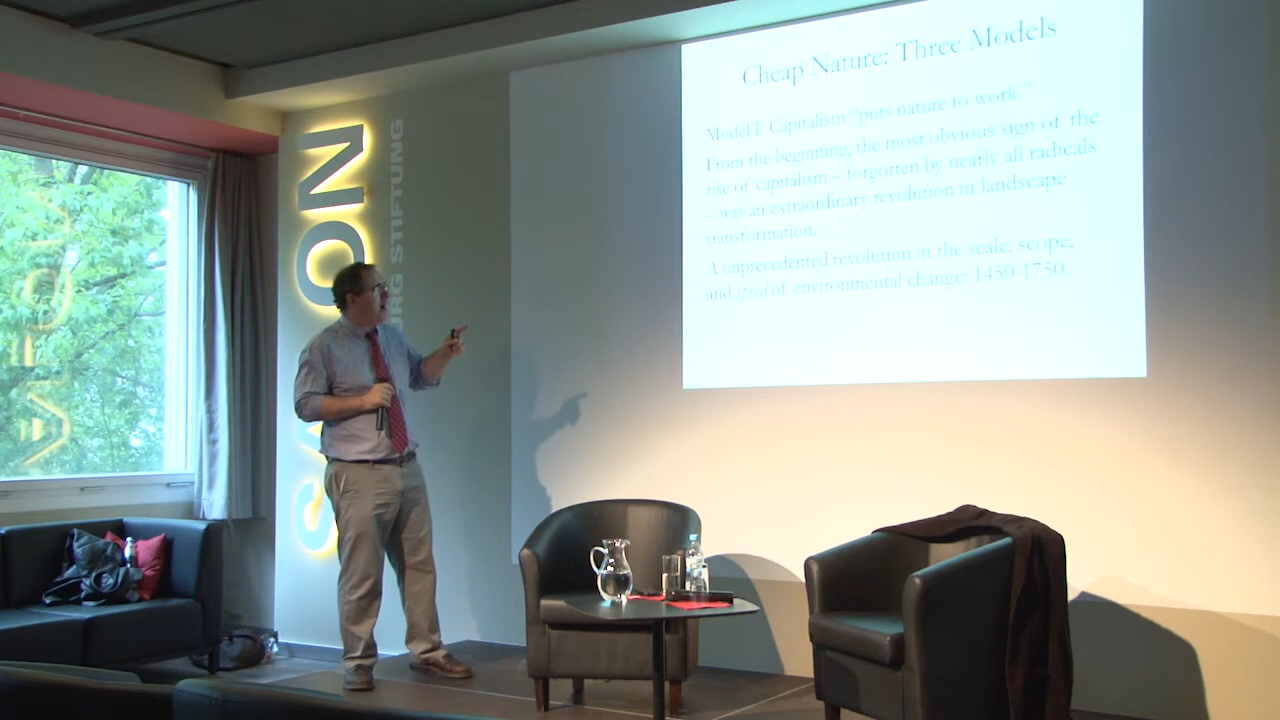 Cheap Nature: Three Models
Model I: Capitalism "puts nature to work."
From the beginning, the most obvious sign of the
rise of capitalism – forgotten by nearly all radicals
– was an extraordinary revolution in landscape
transformation.
A unprecedented revolution in the scale, scope,
and speed of environmental change: 1450-1750.
ON
URG STIFTUNG